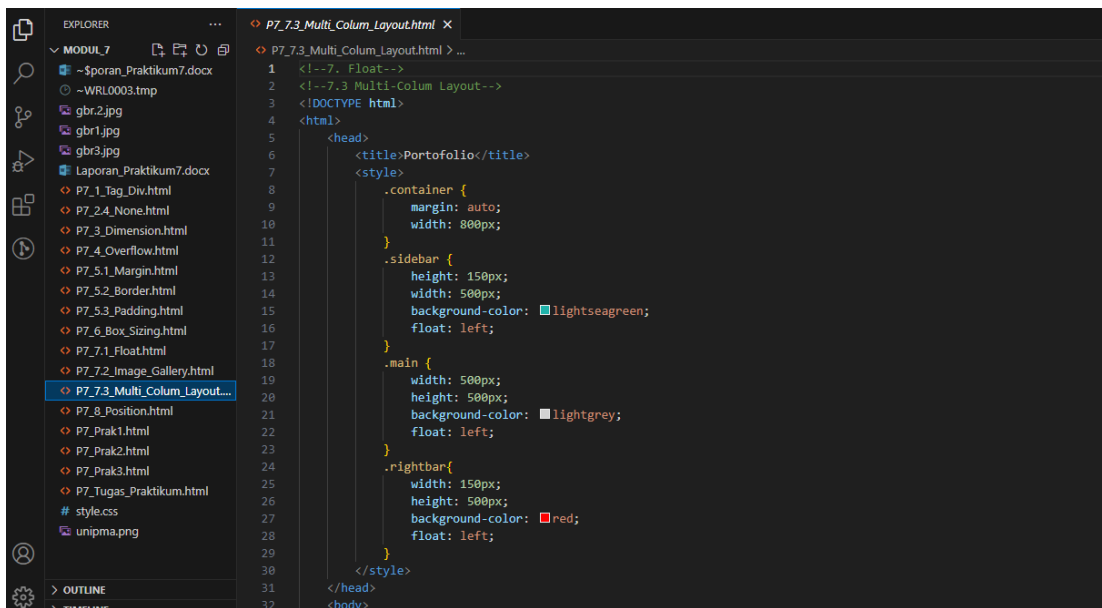 EXPLORER
···
MODUL_7
~$poran_Praktikum7.docx
~WRL0003.tmp
gbr.2.jpg
gbr1.jpg
gbr3.jpg
Laporan_Praktikum7.docx
P7_1_Tag_Div.html
P7_2.4_None.html
P7_3_Dimension.html
P7_4_Overflow.html
P7_5.1_Margin.html
P7_5.2_Border.html
P7_5.3_Padding.html
P7_6_Box_Sizing.html
P7_7.1_Float.html
P7_7.2_Image_Gallery.html
P7_7.3_Multi_Colum_Layout....
P7_8_Position.html
P7_Prak1.html
P7_Prak2.html
P7_Prak3.html
P7_Tugas_Praktikum.html
# style.css
unipma.png
OUTLINE
TIMELINE
<> P7_7.3_Multi_Colum_Layout.html ×
<> P7_7.3_Multi_Colum_Layout.html > ...
1 <!--7. Float-->
2 <!--7.3 Multi-Colum Layout-->
3 <!DOCTYPE html>
4 <html>
5 <head>
6 <title>Portofolio</title>
7 <style>
8 .container {
9 margin: auto;
10 width: 800px;
11 }
12 .sidebar {
13 height: 150px;
14 width: 500px;
15 background-color: lightseagreen;
16 float: left;
17 }
18 .main {
19 width: 500px;
20 height: 500px;
21 background-color: lightgrey;
22 float: left;
23 }
24 .rightbar{
25 width: 150px;
26 height: 500px;
27 background-color: red;
28 float: left;
29 }
30 </style>
31 </head>
32 <body>